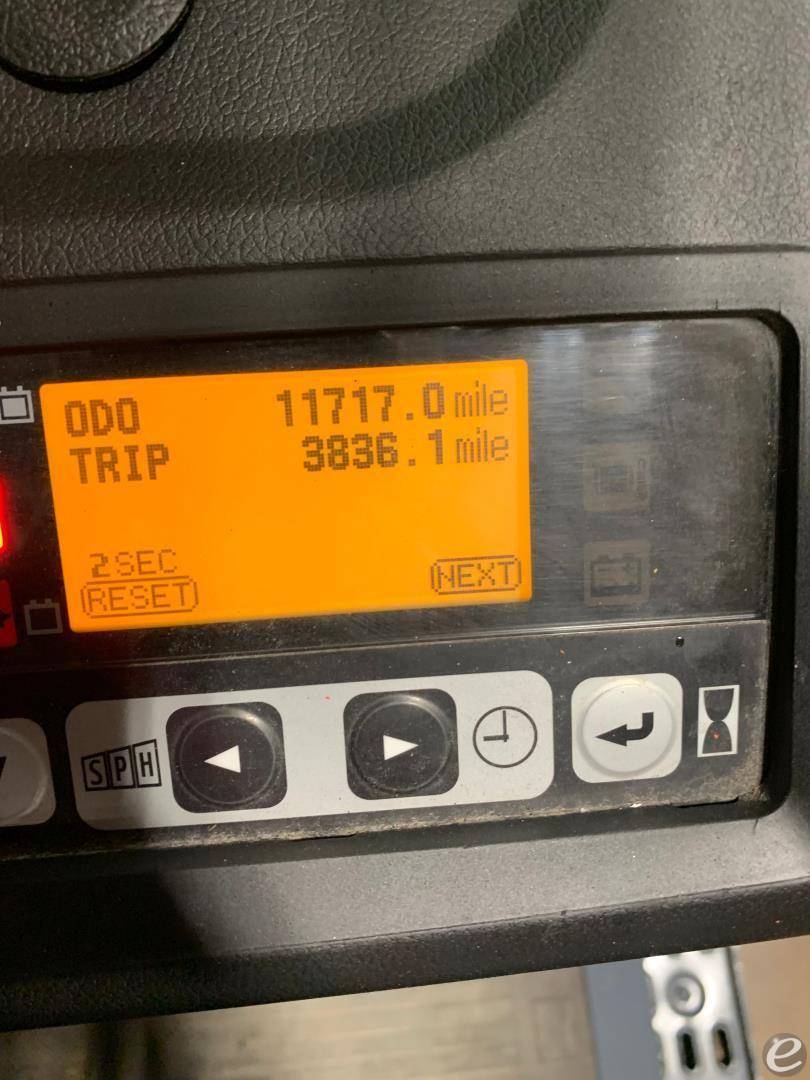 ODO 11717.0 mile
TRIP 3836.1 mile
2SEC
RESET NEXT
SPH
e